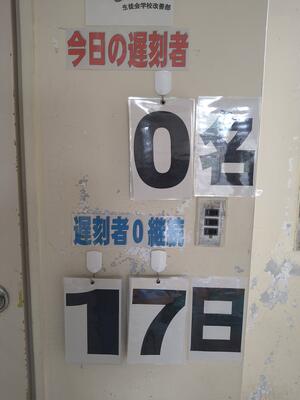 生徒会学校改善部
今日の遅刻者
0名
遅刻者0継続
17日